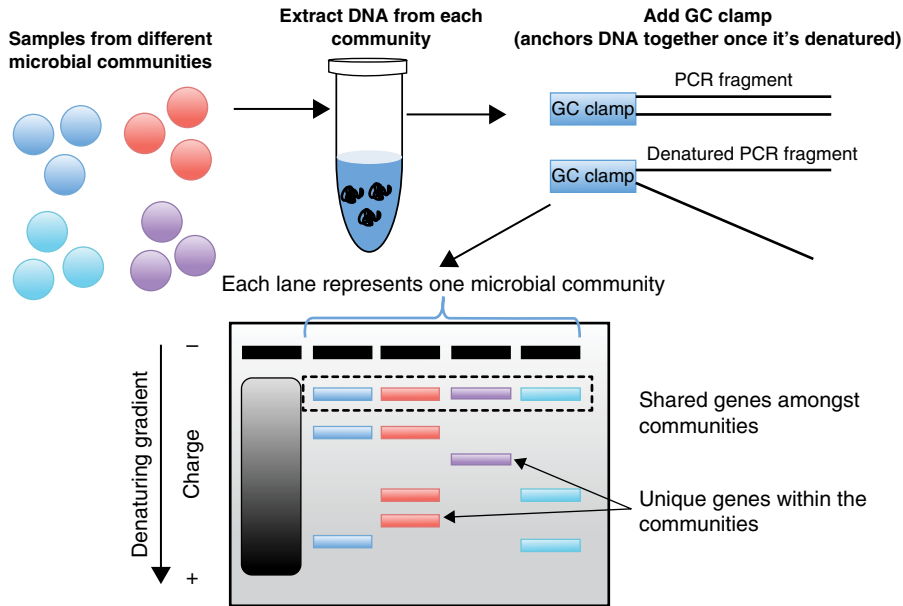 Samples from different
microbial communities
Extract DNA from each
community
Add GC clamp
(anchors DNA together once it's denatured)
PCR fragment
GC clamp
Denatured PCR fragment
GC clamp
Each lane represents one microbial community
Denaturing gradient
Charge
–
+
Shared genes amongst
communities
Unique genes within the
communities